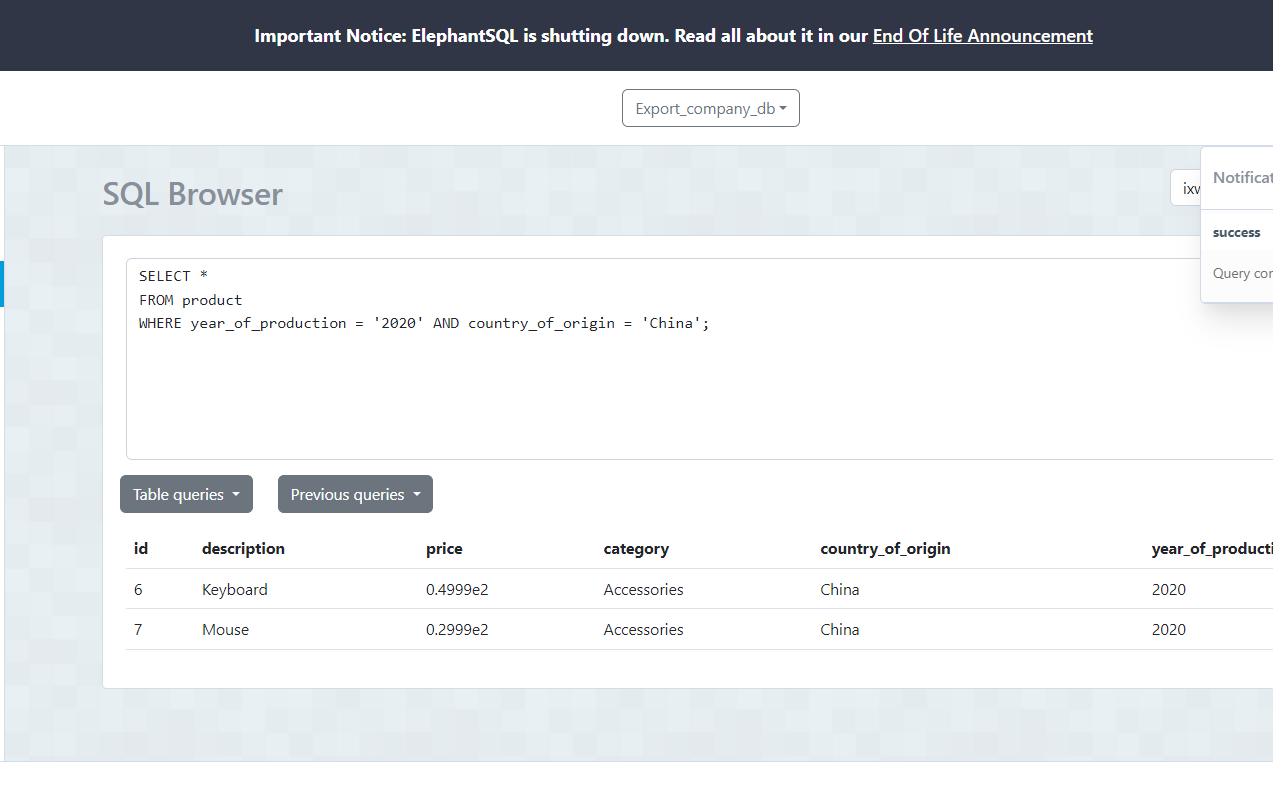 Important Notice: ElephantSQL is shutting down. Read all about it in our End Of Life Announcement
Export_company_db
SQL Browser
Notificat
success
Query cor
SELECT *
FROM product
WHERE year_of_production = '2020' AND country_of_origin = 'China';
Table queries
Previous queries
id description price category country_of_origin year_of_producti
6 Keyboard 0.4999e2 Accessories China 2020
7 Mouse 0.2999e2 Accessories China 2020